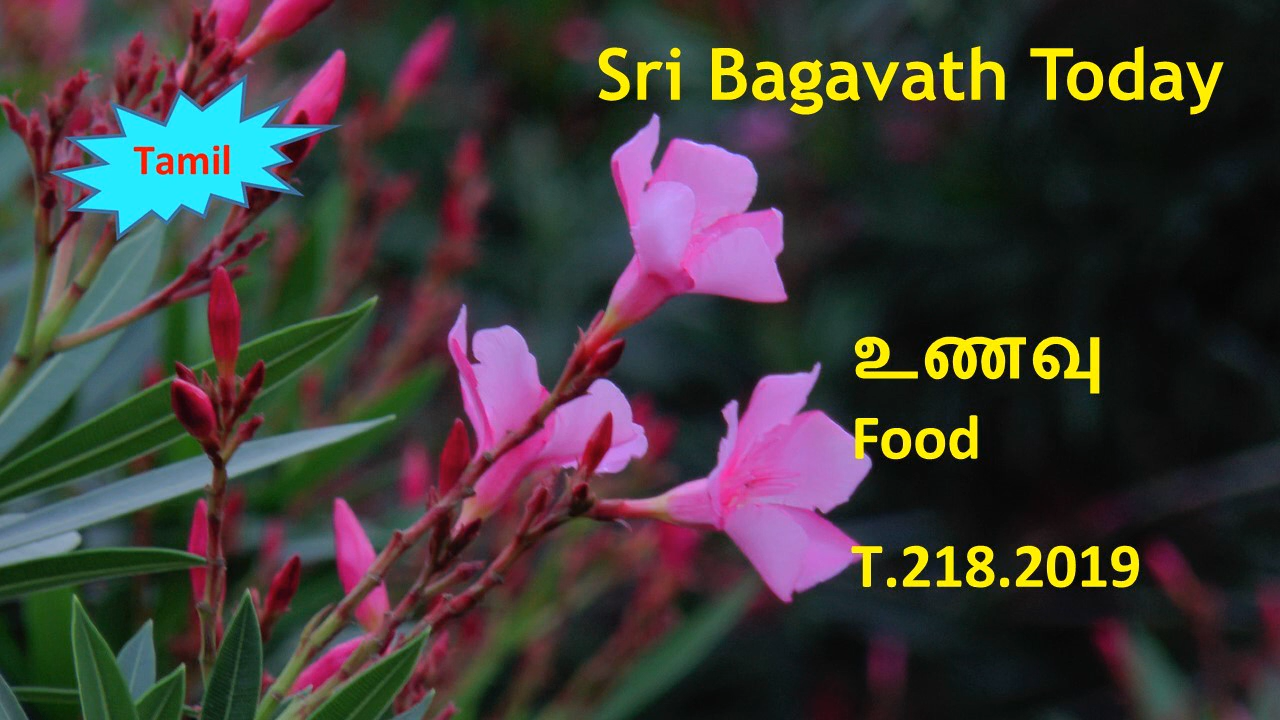 Sri Bagavath Today
Tamil
உணவு
Food
T.218.2019